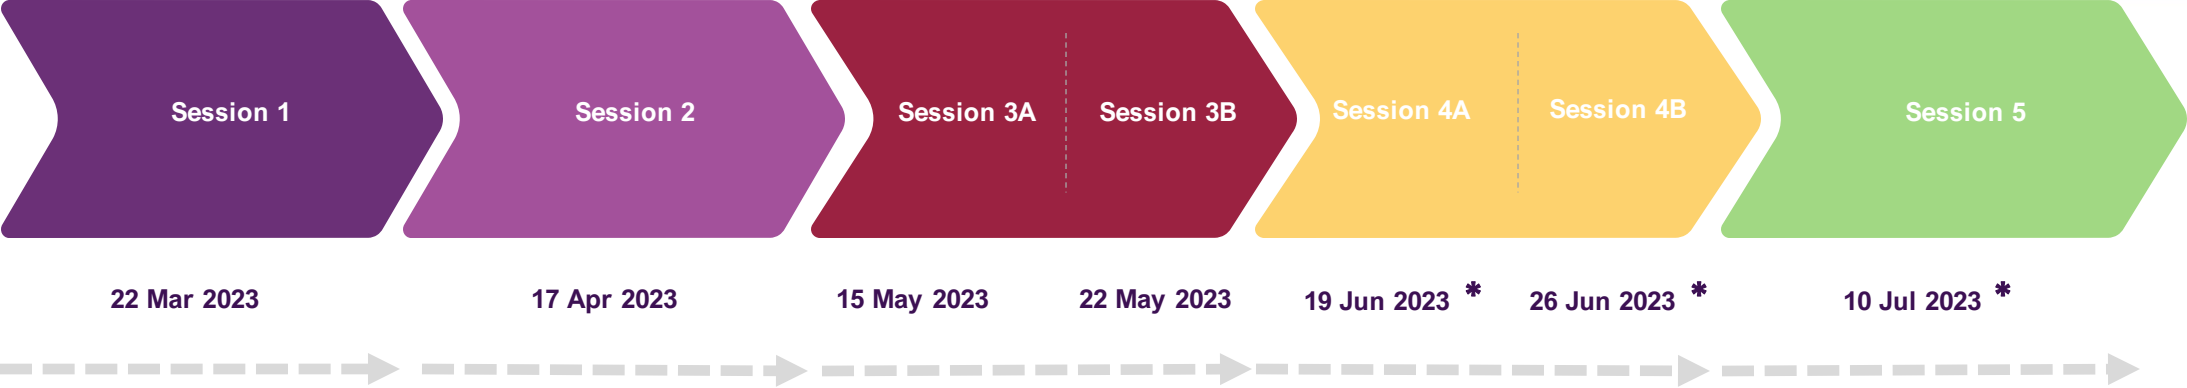 Session 1
Session 2
Session 3A
Session 3B
Session 4A
Session 4B
Session 5
22 Mar 2023
17 Apr 2023
15 May 2023
22 May 2023
19 Jun 2023 *
26 Jun 2023 *
10 Jul 2023 *